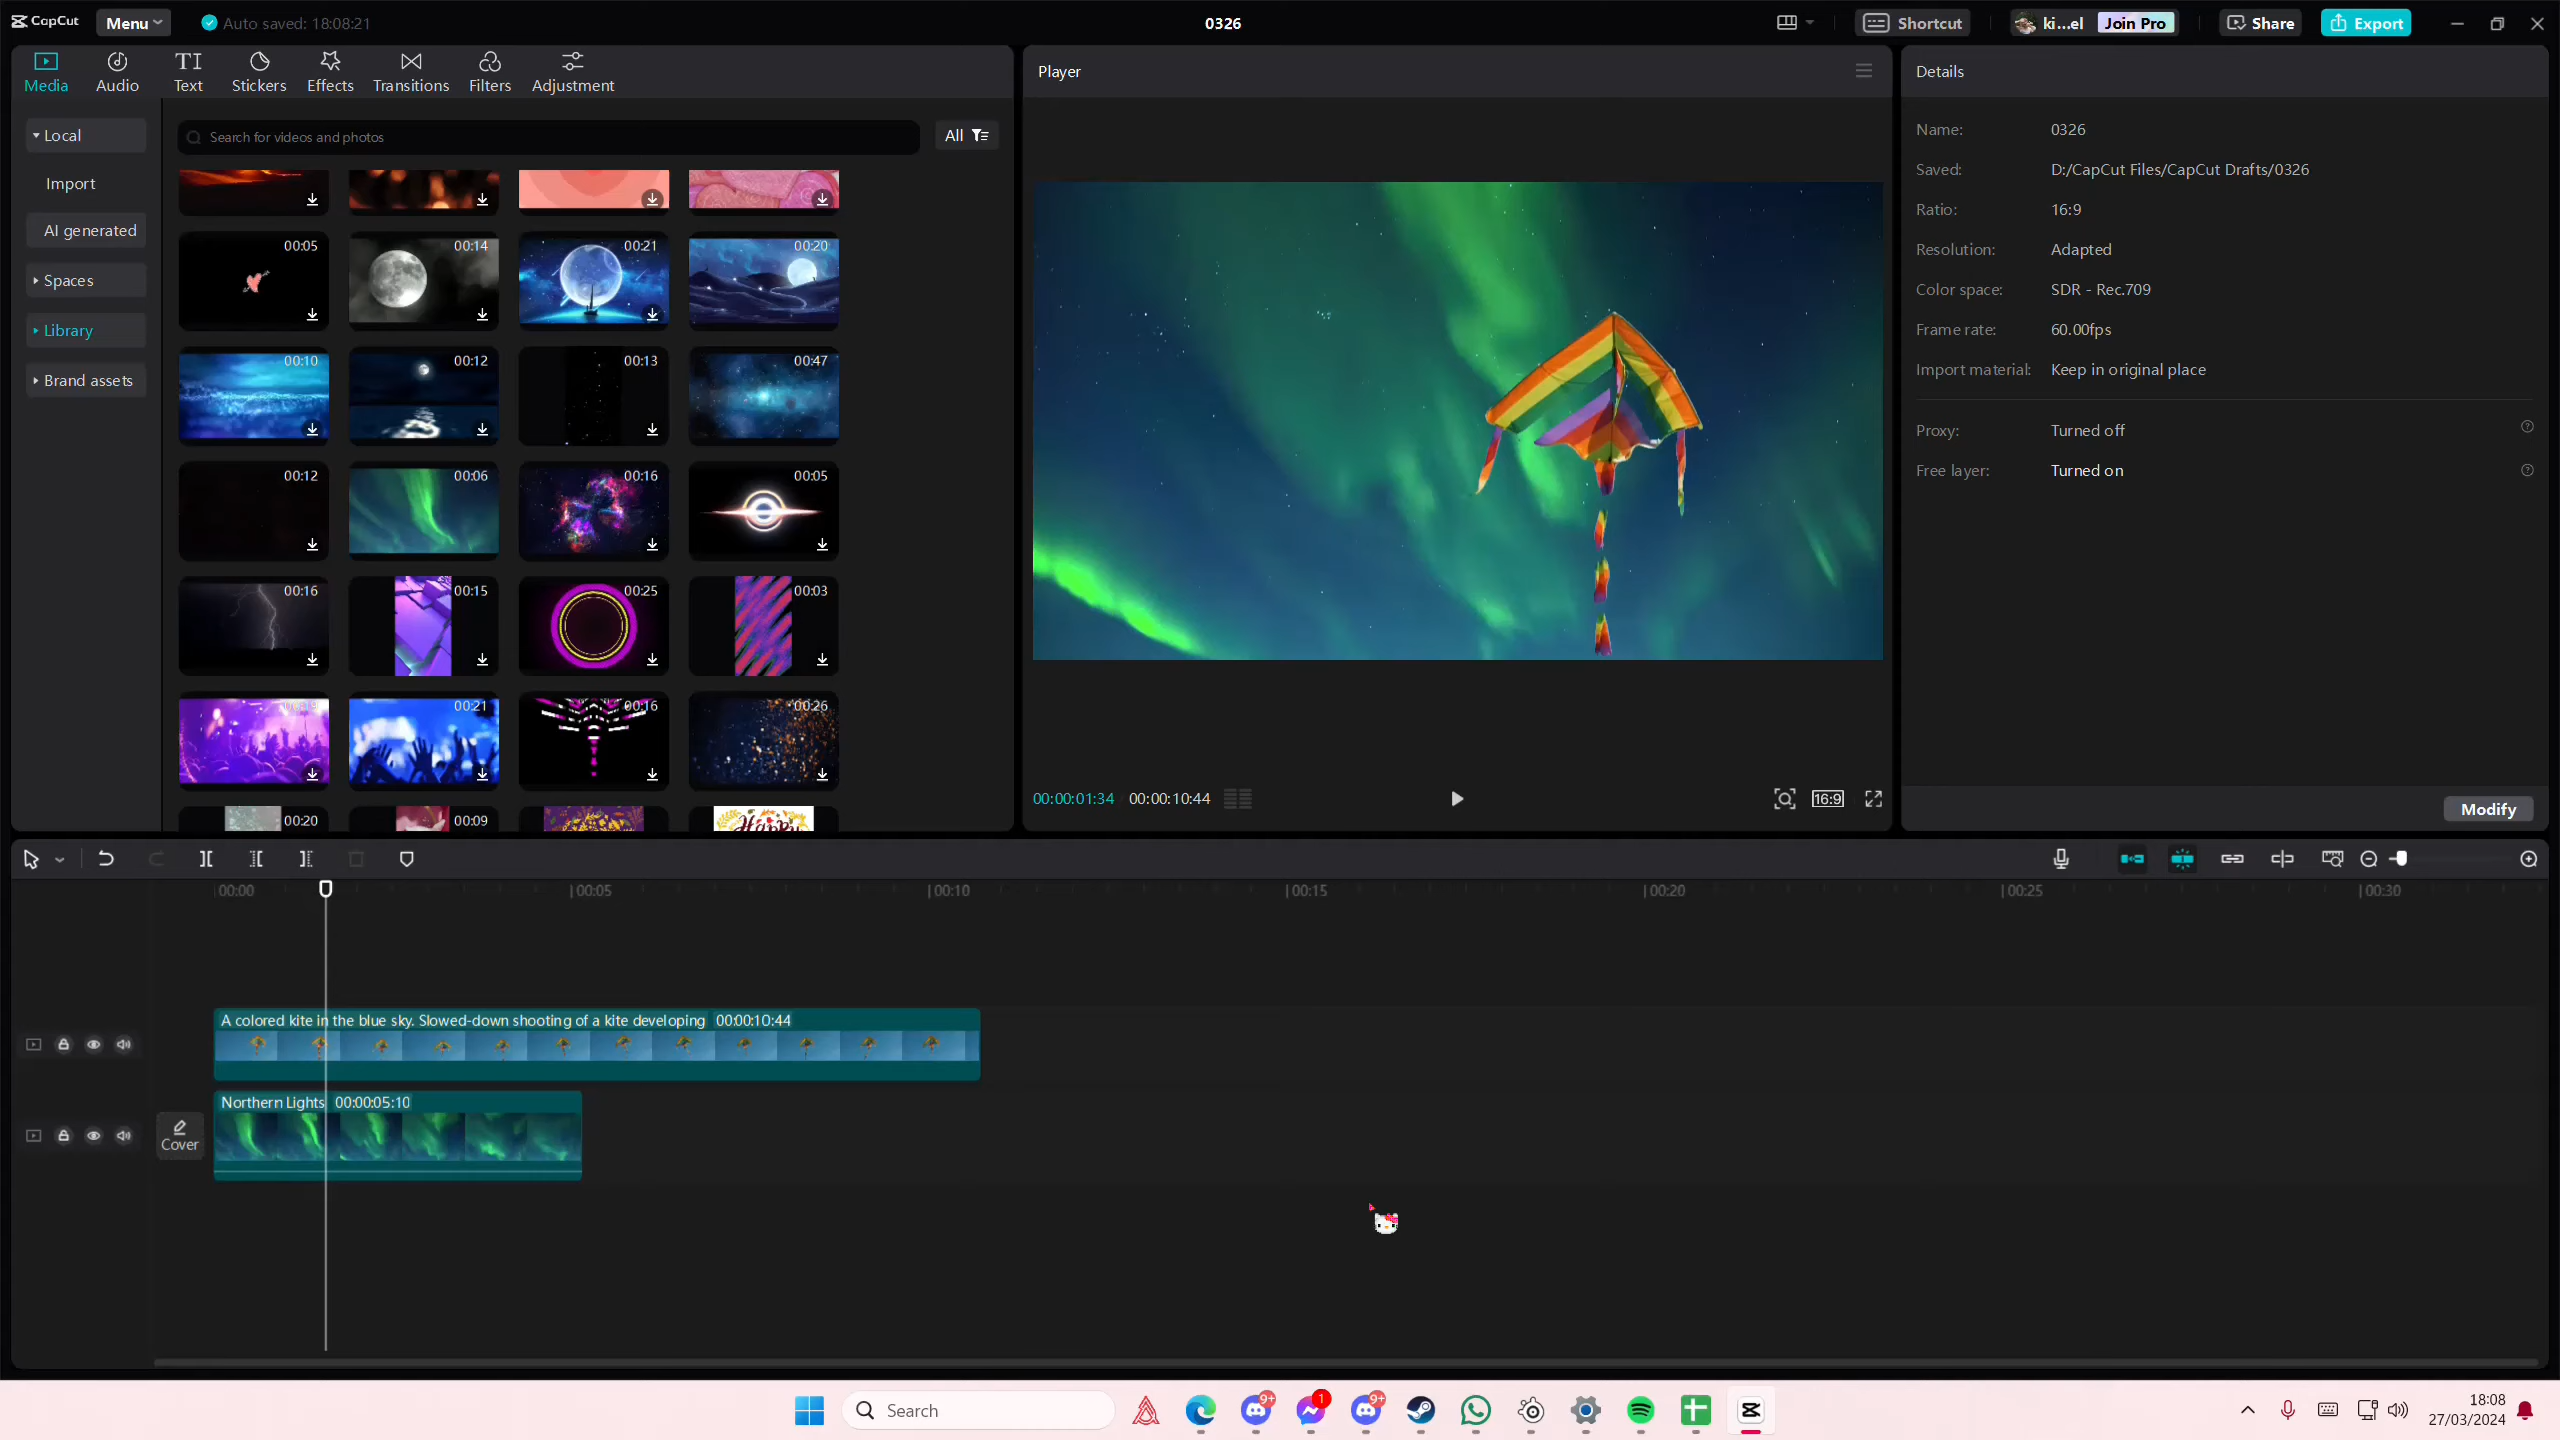 CapCut
Menu
Auto saved: 18:08:21
0326
Shortcut
ki...el
Join Pro
Share
Export
Media
Audio
TI
Text
Stickers
Effects
Transitions
Filters
Adjustment
Player
Details
Local
Import
AI generated
Spaces
Library
Brand assets
Search for videos and photos
All
00:05
00:14
00:21
00:20
00:10
00:12
00:13
00:47
00:12
00:06
00:16
00:05
00:16
00:15
00:25
00:03
00:21
00:16
00:26
00:20
00:09
Happy
00:00:01:34
00:00:10:44
16:9
Name: 0326
Saved: D:/CapCut Files/CapCut Drafts/0326
Ratio: 16:9
Resolution: Adapted
Color space: SDR - Rec.709
Frame rate: 60.00fps
Import material: Keep in original place
Proxy: Turned off
Free layer: Turned on
Modify
00:00
00:05
00:10
00:15
00:20
00:25
00:30
A colored kite in the blue sky. Slowed-down shooting of a kite developing 00:00:10:44
Cover
Northern Lights 00:00:05:10
Search
9+
1
9+
18:08
27/03/2024